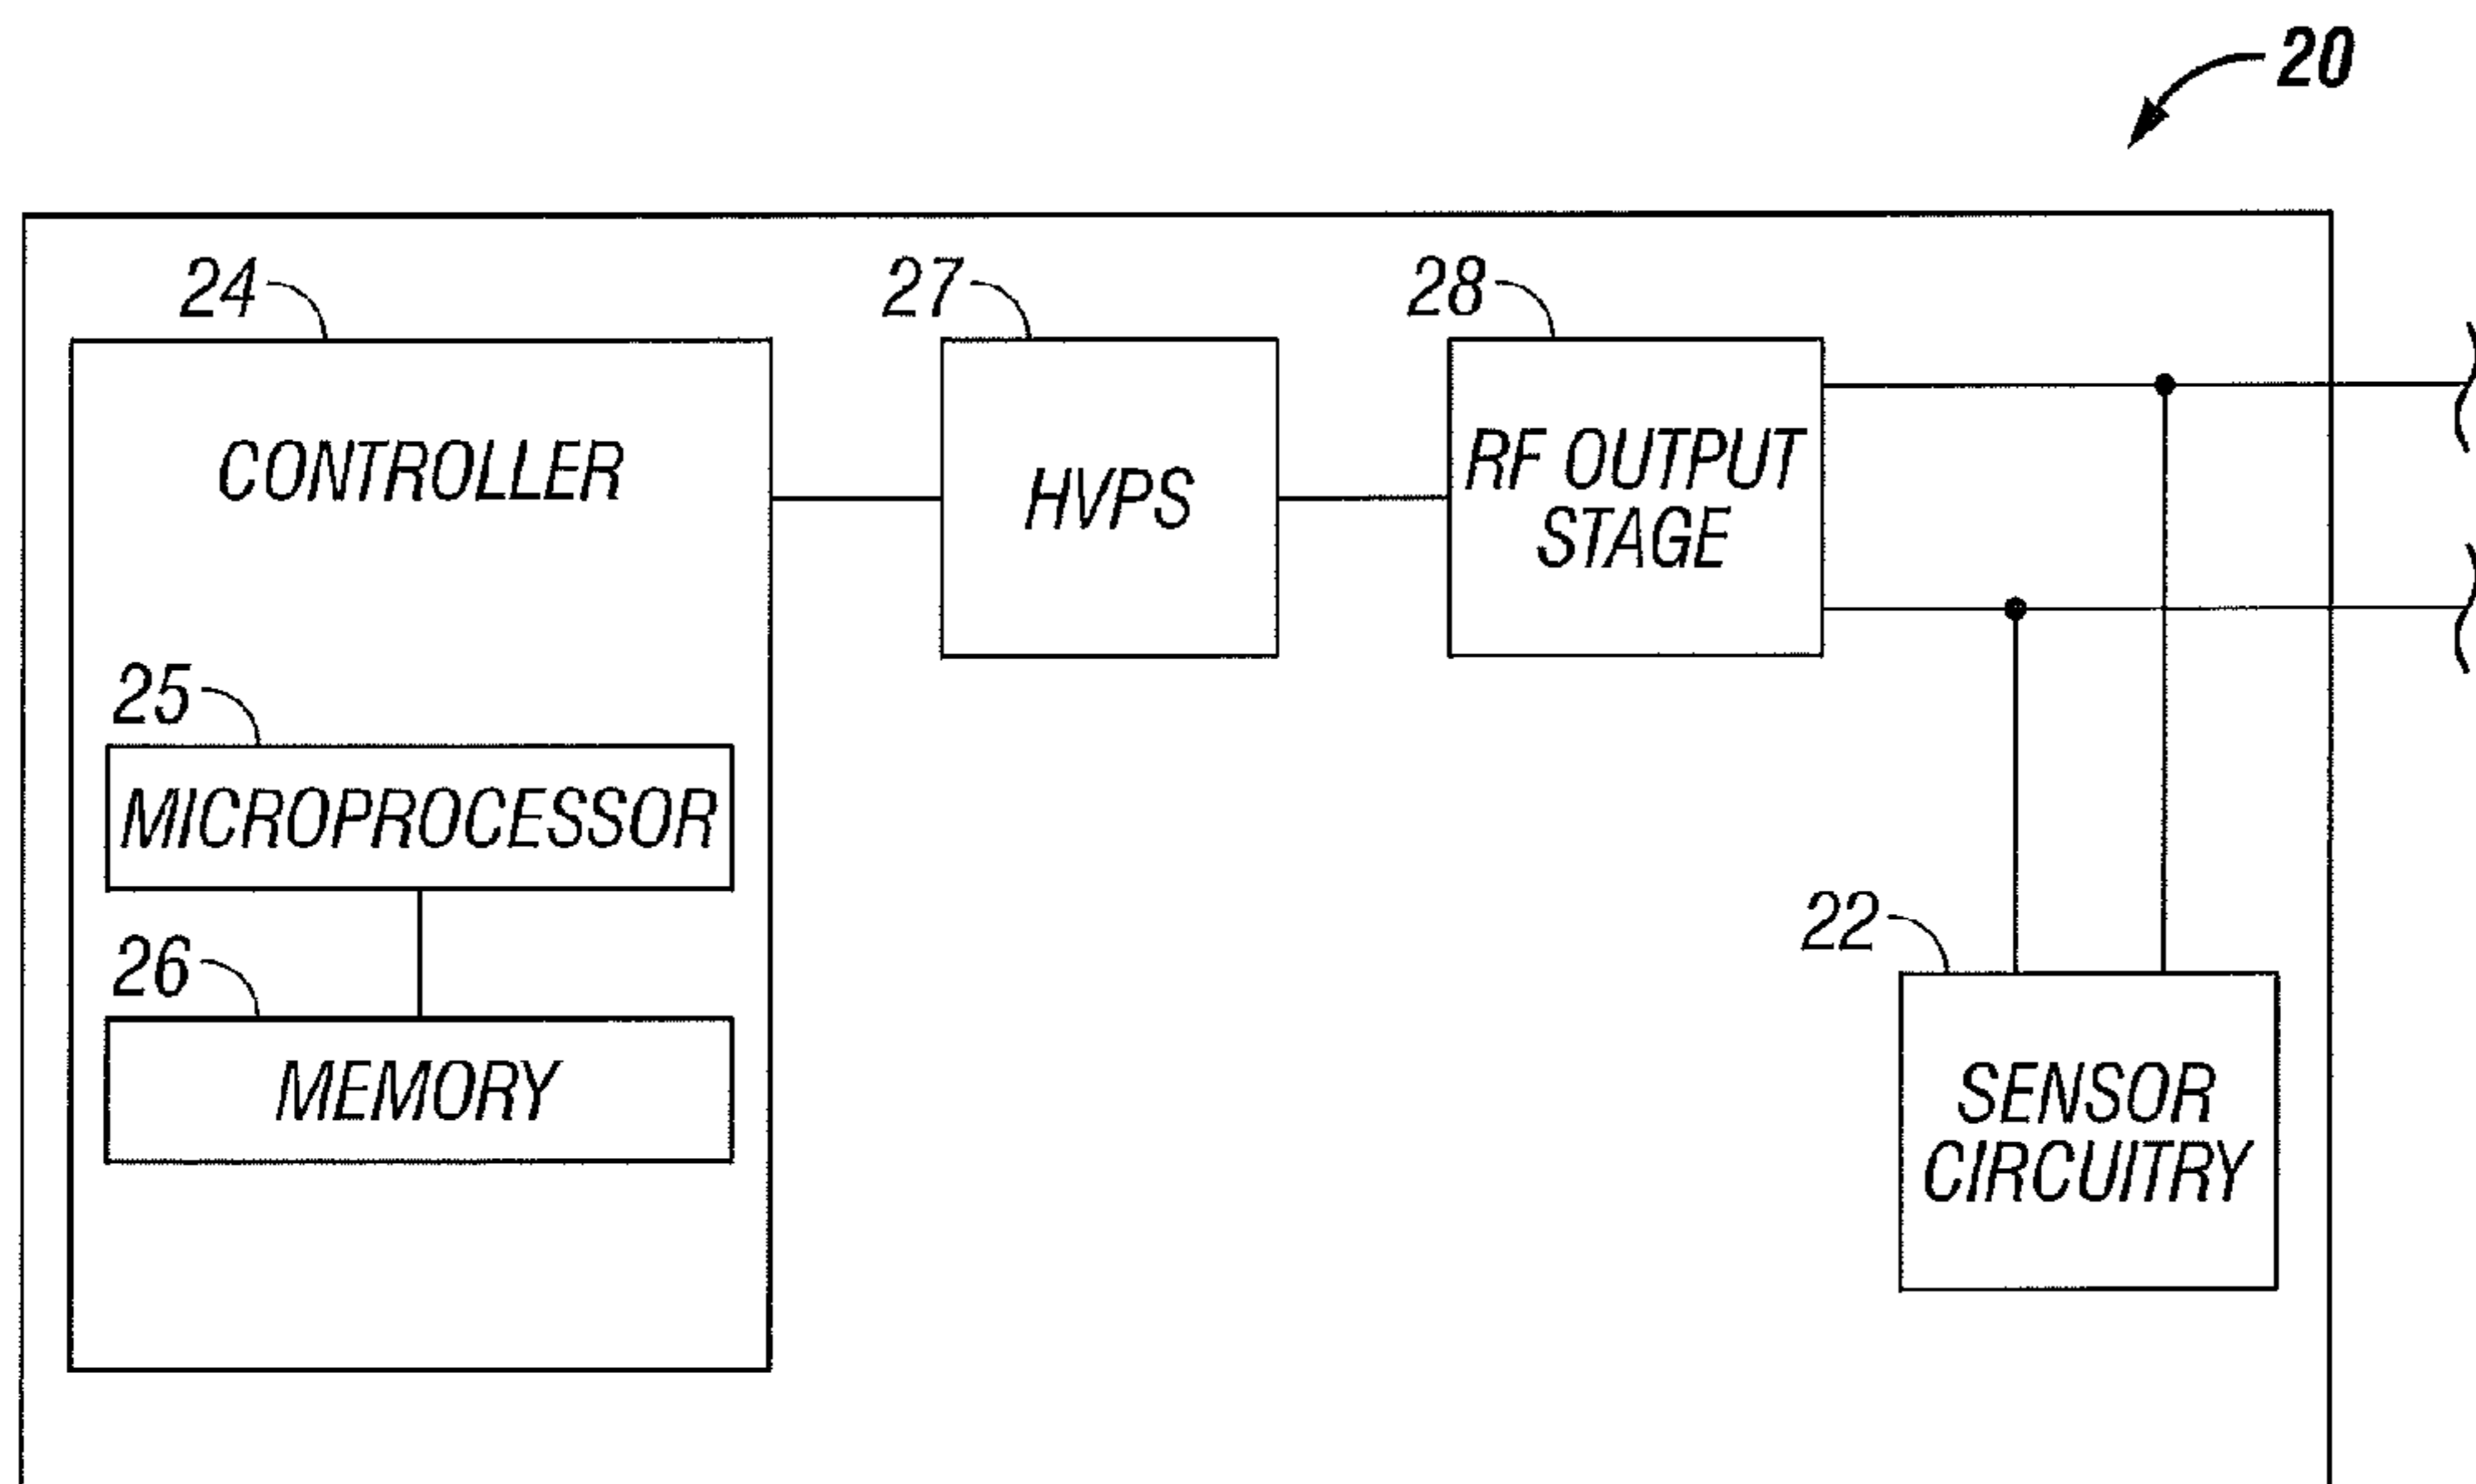 20
24
27
28
CONTROLLER
HVPS
RF OUTPUT
STAGE
25
MICROPROCESSOR
22
26
MEMORY
SENSOR
CIRCUITRY